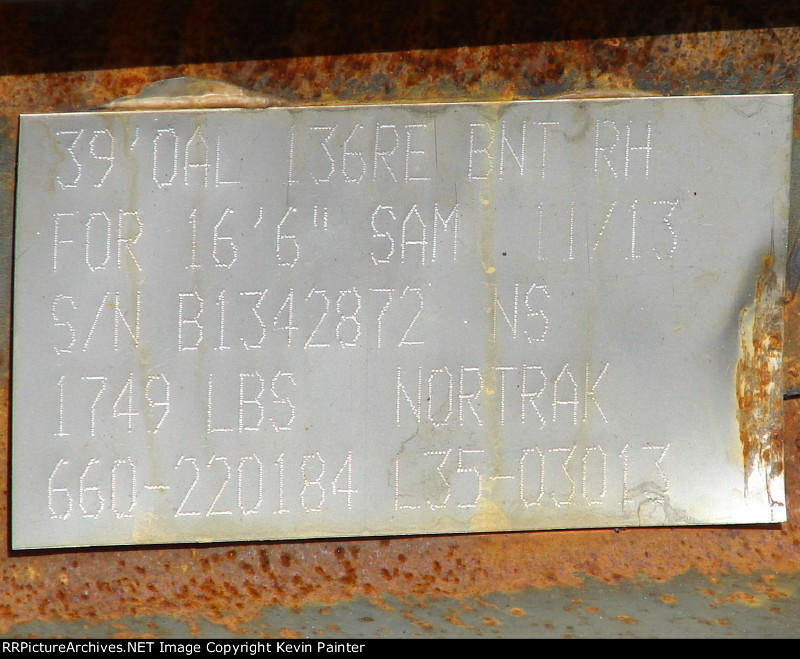 39'OAL 136RE BNT RH
FOR 16'6" SAM 11/13
S/N B1342872 NS
1749 LBS NORTRAK
660-220184 L35-03013
RRPictureArchives.NET Image Copyright Kevin Painter